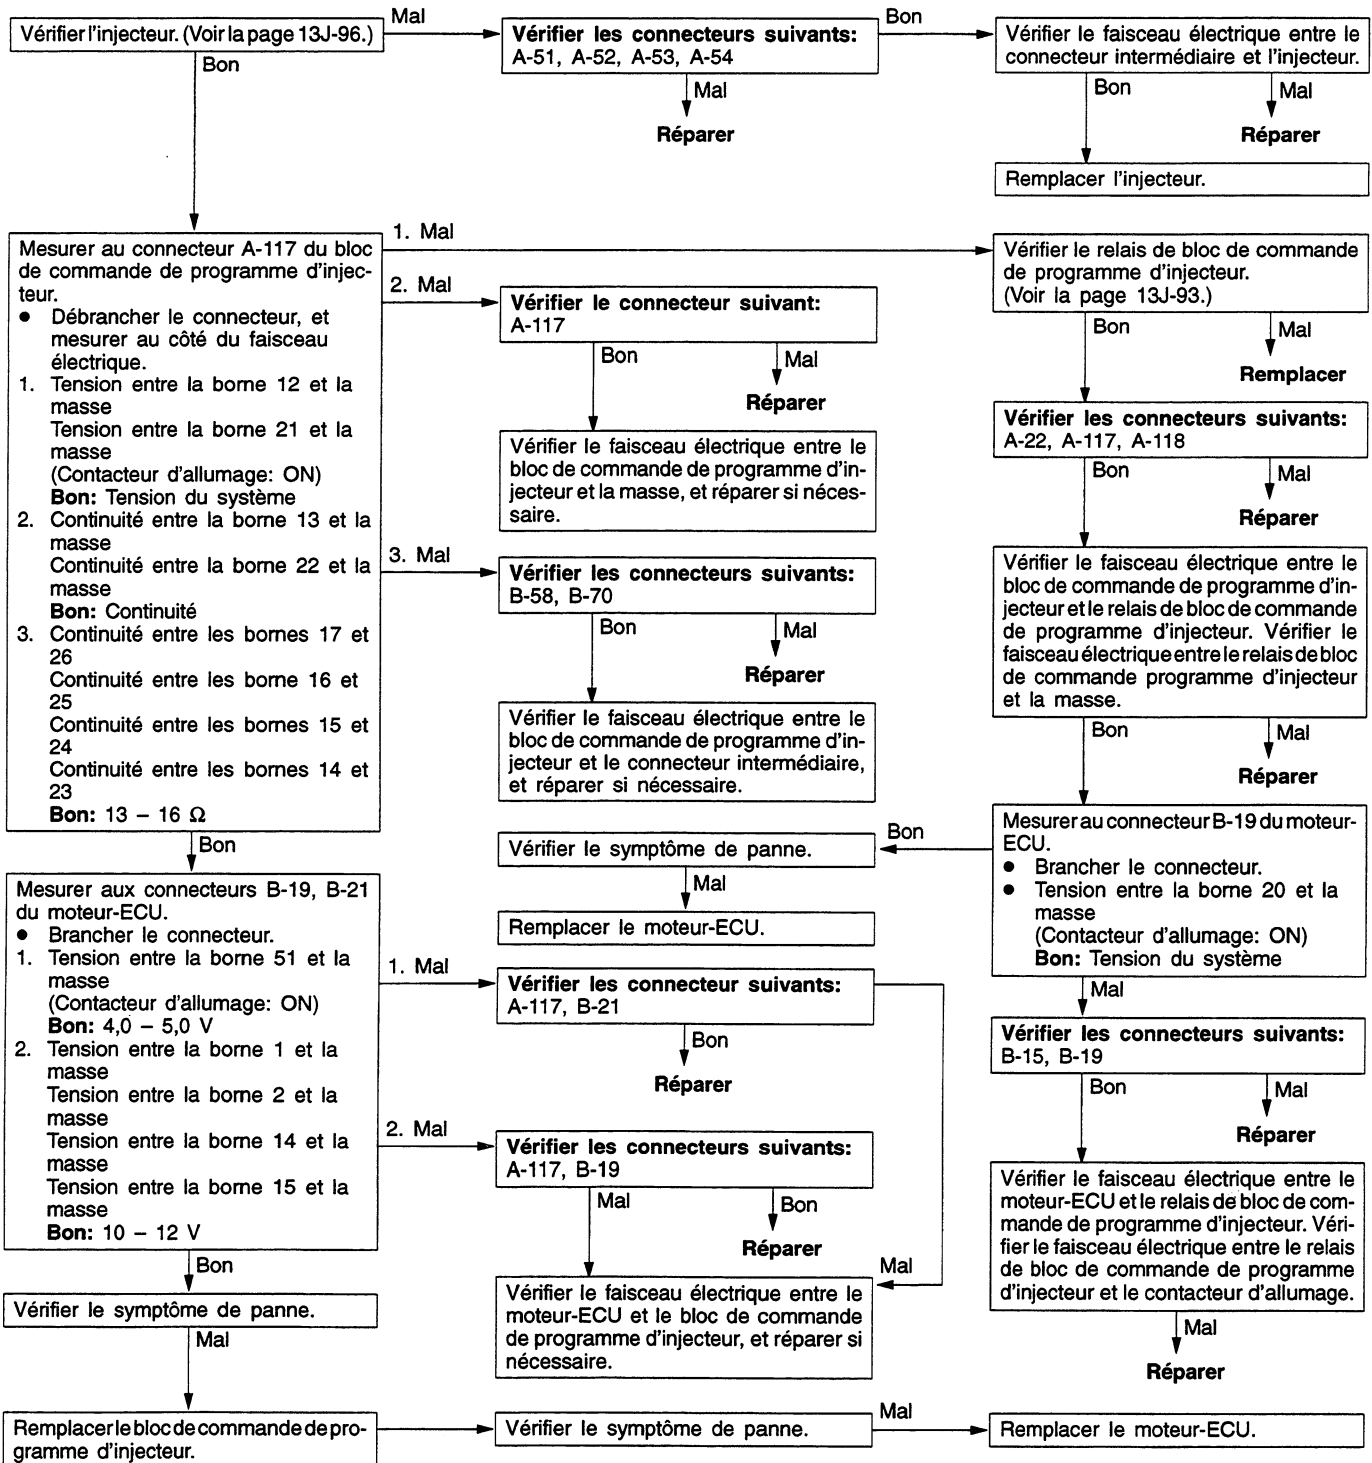 Vérifier l'injecteur. (Voir la page 13J-96.)
Mal
Bon
Vérifier les connecteurs suivants:
A-51, A-52, A-53, A-54
Bon
Mal
Réparer
Vérifier le faisceau électrique entre le
connecteur intermédiaire et l'injecteur.
Bon
Mal
Réparer
Remplacer l'injecteur.
Mesurer au connecteur A-117 du bloc
de commande de programme d'injec-
teur.
● Débrancher le connecteur, et
mesurer au côté du faisceau
électrique.
1. Tension entre la borne 12 et la
masse
Tension entre la borne 21 et la
masse
(Contacteur d'allumage: ON)
Bon: Tension du système
2. Continuité entre la borne 13 et la
masse
Continuité entre la borne 22 et la
masse
Bon: Continuité
3. Continuité entre les bornes 17 et
26
Continuité entre les borne 16 et
25
Continuité entre les bornes 15 et
24
Continuité entre les bornes 14 et
23
Bon: 13 – 16 Ω
Bon
1. Mal
2. Mal
3. Mal
Vérifier le connecteur suivant:
A-117
Bon
Mal
Réparer
Vérifier le faisceau électrique entre le
bloc de commande de programme d'in-
jecteur et la masse, et réparer si néces-
saire.
Vérifier les connecteurs suivants:
B-58, B-70
Bon
Mal
Réparer
Vérifier le faisceau électrique entre le
bloc de commande de programme d'in-
jecteur et le connecteur intermédiaire,
et réparer si nécessaire.
Vérifier le relais de bloc de commande
de programme d'injecteur.
(Voir la page 13J-93.)
Bon
Mal
Remplacer
Vérifier les connecteurs suivants:
A-22, A-117, A-118
Bon
Mal
Réparer
Vérifier le faisceau électrique entre le
bloc de commande de programme d'in-
jecteur et le relais de bloc de commande
de programme d'injecteur. Vérifier le
faisceau électrique entre le relais de bloc
de commande programme d'injecteur
et la masse.
Bon
Mal
Réparer
Mesurer au connecteur B-19 du moteur-
ECU.
● Brancher le connecteur.
● Tension entre la borne 20 et la
masse
(Contacteur d'allumage: ON)
Bon: Tension du système
Bon
Mal
Vérifier le symptôme de panne.
Mal
Remplacer le moteur-ECU.
Vérifier les connecteurs suivants:
B-15, B-19
Bon
Mal
Réparer
Vérifier le faisceau électrique entre le
moteur-ECU et le relais de bloc de com-
mande de programme d'injecteur. Véri-
fier le faisceau électrique entre le relais
de bloc de commande de programme
d'injecteur et le contacteur d'allumage.
Mal
Réparer
Mesurer aux connecteurs B-19, B-21
du moteur-ECU.
● Brancher le connecteur.
1. Tension entre la borne 51 et la
masse
(Contacteur d'allumage: ON)
Bon: 4,0 – 5,0 V
2. Tension entre la borne 1 et la
masse
Tension entre la borne 2 et la
masse
Tension entre la borne 14 et la
masse
Tension entre la borne 15 et la
masse
Bon: 10 – 12 V
Bon
1. Mal
2. Mal
Vérifier les connecteur suivants:
A-117, B-21
Bon
Réparer
Mal
Vérifier les connecteurs suivants:
A-117, B-19
Mal
Bon
Réparer
Vérifier le faisceau électrique entre le
moteur-ECU et le bloc de commande
de programme d'injecteur, et réparer si
nécessaire.
Vérifier le symptôme de panne.
Mal
Remplacer le bloc de commande de pro-
gramme d'injecteur.
Vérifier le symptôme de panne.
Mal
Remplacer le moteur-ECU.